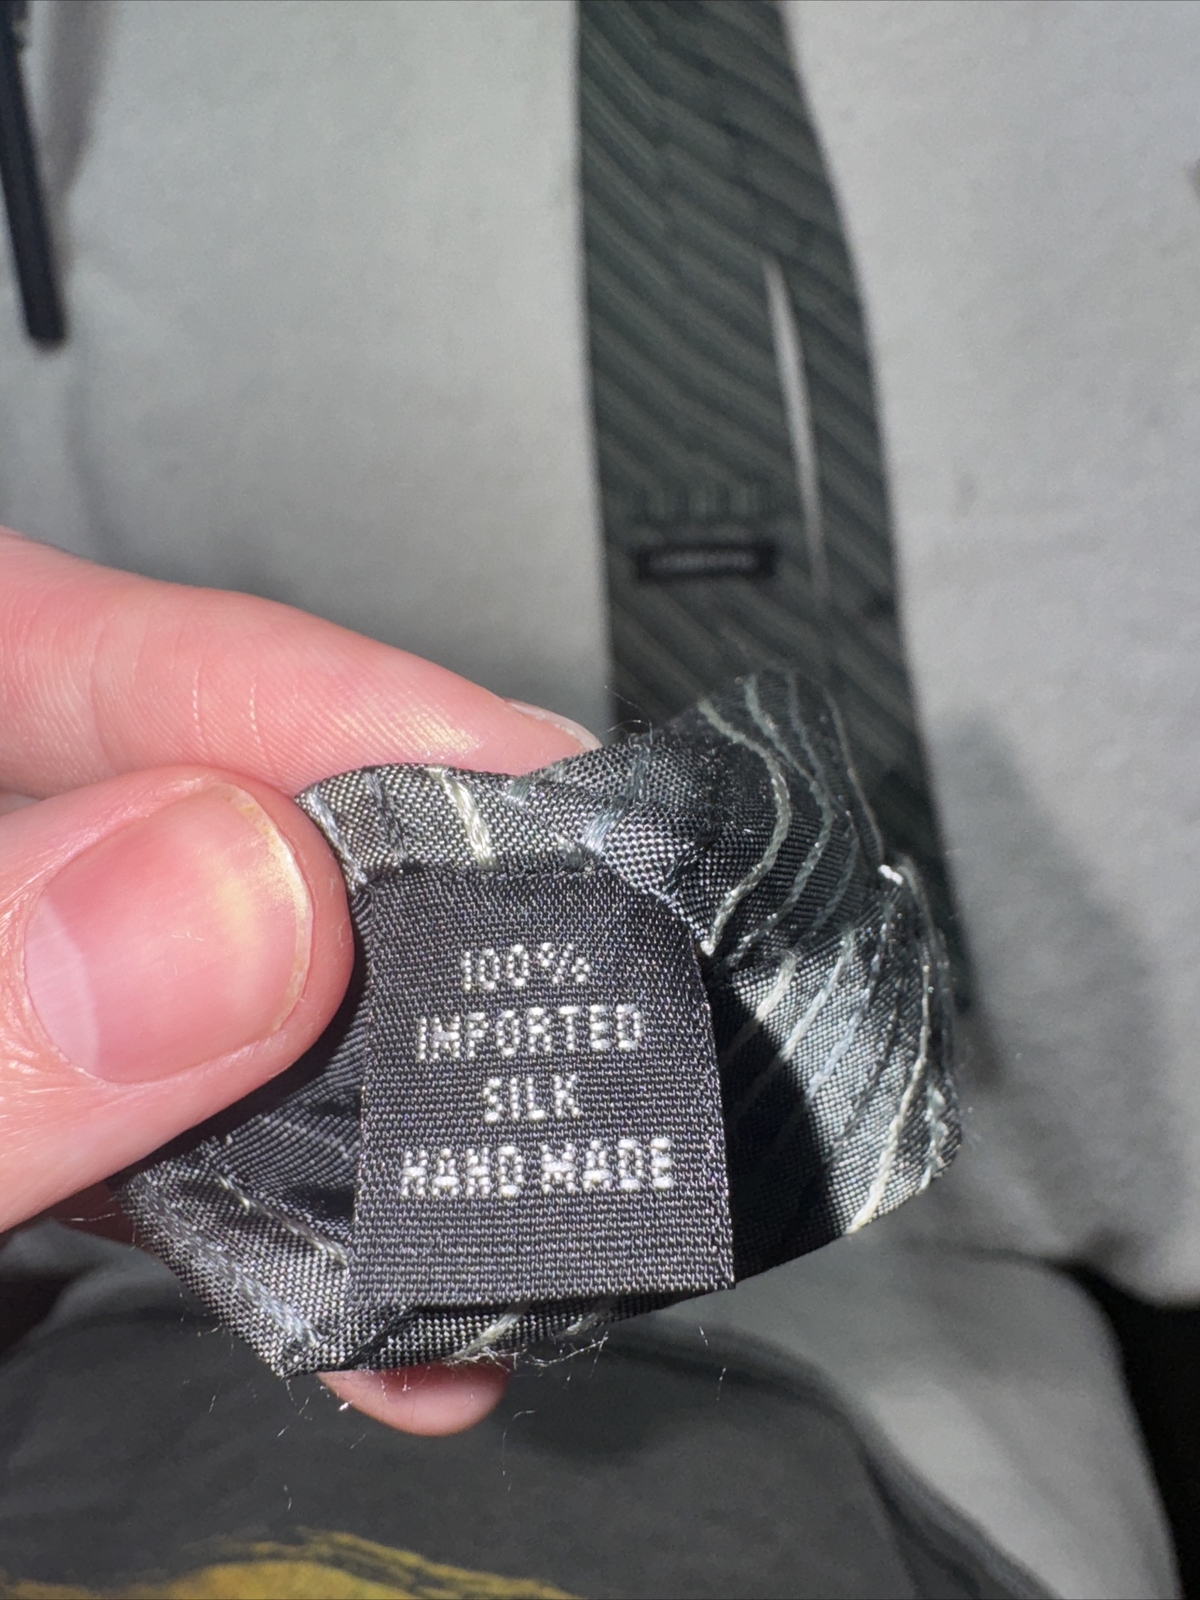 100%
IMPORTED
SILK
HAND MADE